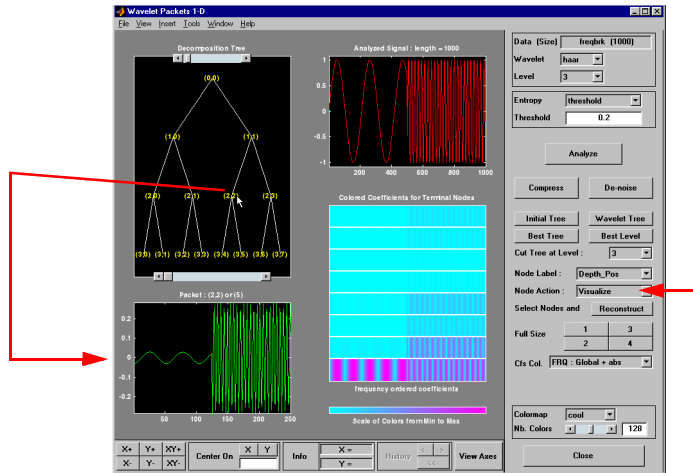 Wavelet Packets 1-D
File View Insert Tools Window Help
Decomposition Tree
(0,0)
(1,0) (1,1)
(2,0) (2,1) (2,2) (2,3)
(3,0) (3,1) (3,2) (3,3) (3,4) (3,5) (3,6) (3,7)
Packet : (2,2) or (5)
0.2
0.1
0
-0.1
-0.2
50 100 150 200 250
Analyzed Signal : length = 1000
1
0.5
0
-0.5
-1
200 400 600 800 1000
Colored Coefficients for Terminal Nodes
frequency ordered coefficients
Scale of Colors from Min to Max
Data (Size) freqbrk (1000)
Wavelet haar
Level 3
Entropy threshold
Threshold 0.2
Analyze
Compress De-noise
Initial Tree Wavelet Tree
Best Tree Best Level
Cut Tree at Level : 3
Node Label : Depth_Pos
Node Action : Visualize
Select Nodes and Reconstruct
Full Size 1 3
2 4
Cfs Col. FRQ : Global + abs
Colormap cool
Nb. Colors 128
Close
X+ Y+ XY+
X- Y- XY-
Center On X Y
Info X =
Y =
History < >
<<
View Axes